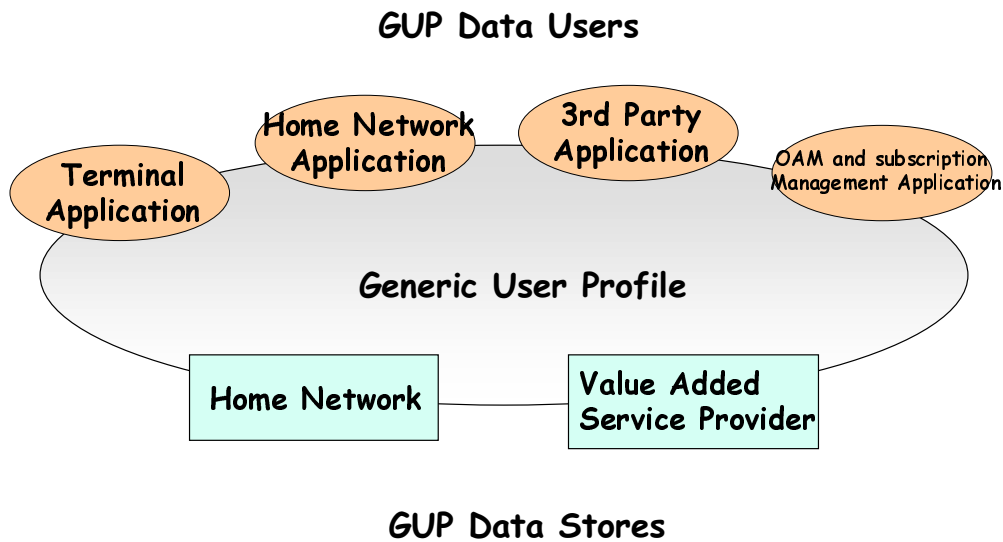 GUP Data Users
Terminal
Application
Home Network
Application
3rd Party
Application
OAM and subscription
Management Application
Generic User Profile
Home Network
Value Added
Service Provider
GUP Data Stores